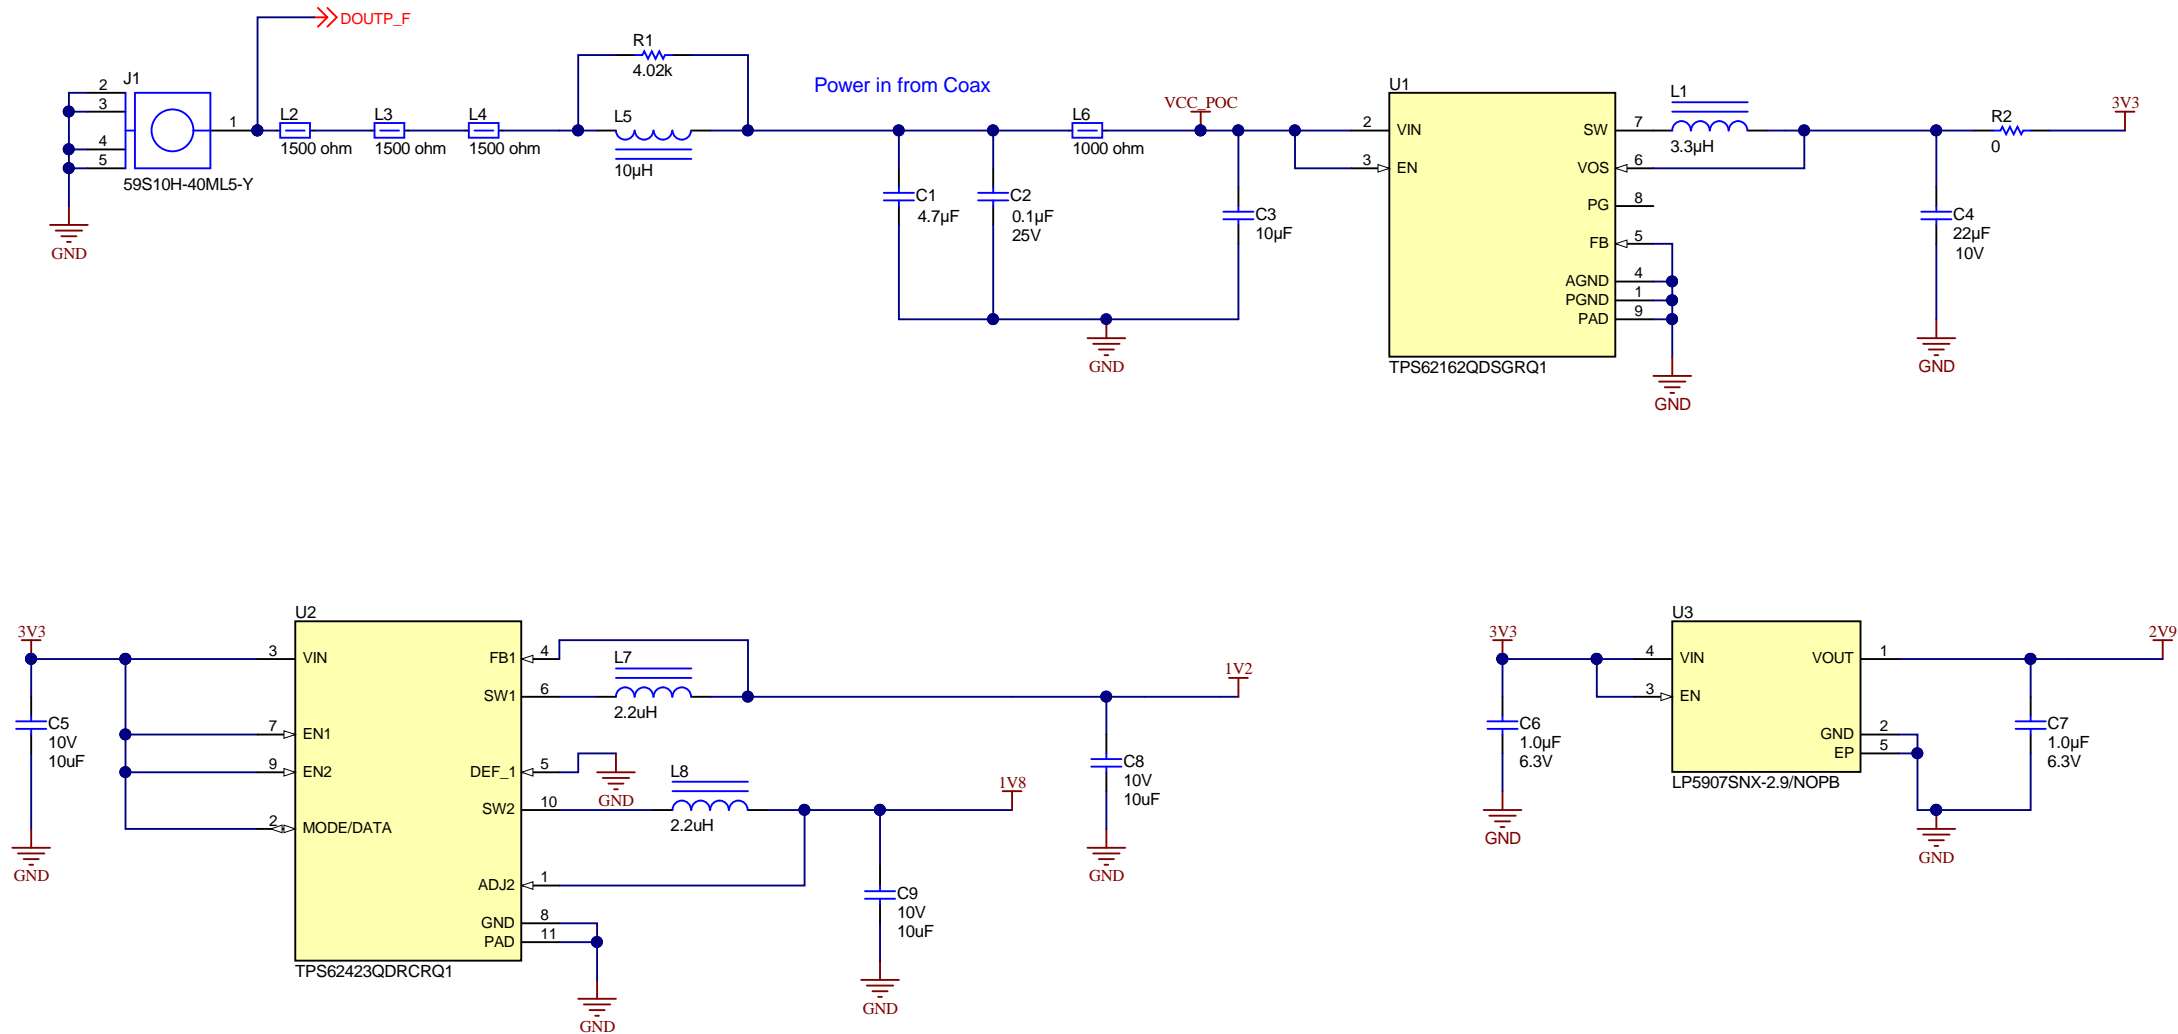 DOUTP_F
J1
2
3
4
5
1
59S10H-40ML5-Y
GND
L2
1500 ohm
L3
1500 ohm
L4
1500 ohm
R1
4.02k
L5
10µH
Power in from Coax
C1
4.7µF
C2
0.1µF
25V
L6
1000 ohm
VCC_POC
C3
10µF
GND
U1
2
VIN
3
EN
SW
7
VOS
6
PG
8
FB
5
AGND
4
PGND
1
PAD
9
TPS62162QDSGRQ1
GND
L1
3.3µH
R2
0
3V3
C4
22µF
10V
GND
3V3
C5
10V
10uF
GND
U2
3
VIN
7
EN1
9
EN2
2
MODE/DATA
FB1
4
SW1
6
DEF_1
5
SW2
10
ADJ2
1
GND
8
PAD
11
TPS62423QDRCRQ1
GND
L7
2.2uH
GND
L8
2.2uH
1V8
C9
10V
10uF
GND
1V2
C8
10V
10uF
GND
3V3
C6
1.0µF
6.3V
GND
U3
4
VIN
3
EN
VOUT
1
GND
2
EP
5
LP5907SNX-2.9/NOPB
GND
2V9
C7
1.0µF
6.3V